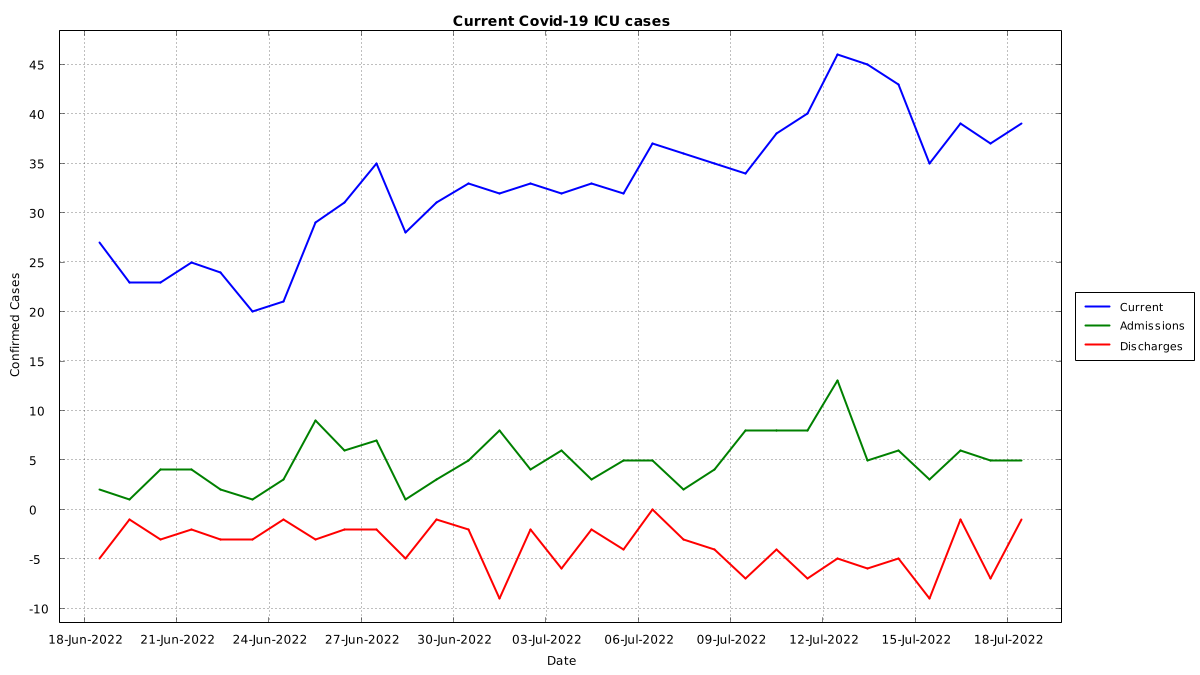 Current Covid-19 ICU cases
45
40
35
30
25
20
15
10
5
0
-5
-10
Confirmed Cases
18-Jun-2022 21-Jun-2022 24-Jun-2022 27-Jun-2022 30-Jun-2022 03-Jul-2022 06-Jul-2022 09-Jul-2022 12-Jul-2022 15-Jul-2022 18-Jul-2022
Date
Current
Admissions
Discharges